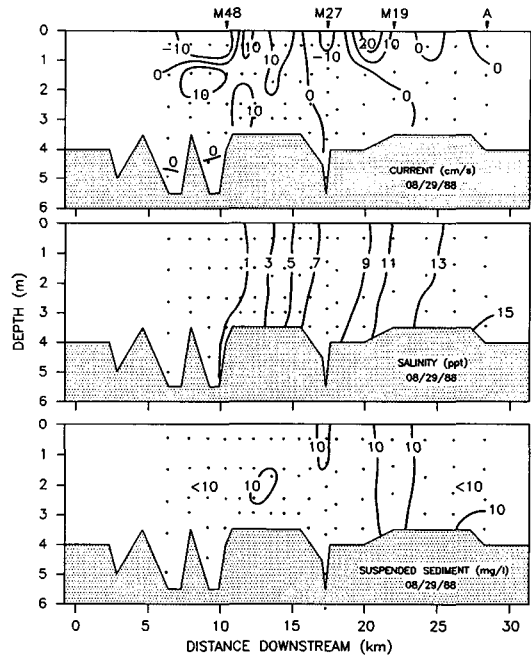 M48 M27 M19 A
0 -10 10 10 -10 20 10 0
1 0 0
2 10
3 10 0 0
4 0 0
5 CURRENT (cm/s)
6 08/29/88
0
1 1 3 5 7 9 11 13
2
3 15
4
5 SALINITY (ppt)
6 08/29/88
DEPTH (m)
0
1 10 10 10
2 <10 10 <10
3 10
4
5 SUSPENDED SEDIMENT (mg/l)
6 08/29/88
0 5 10 15 20 25 30
DISTANCE DOWNSTREAM (km)